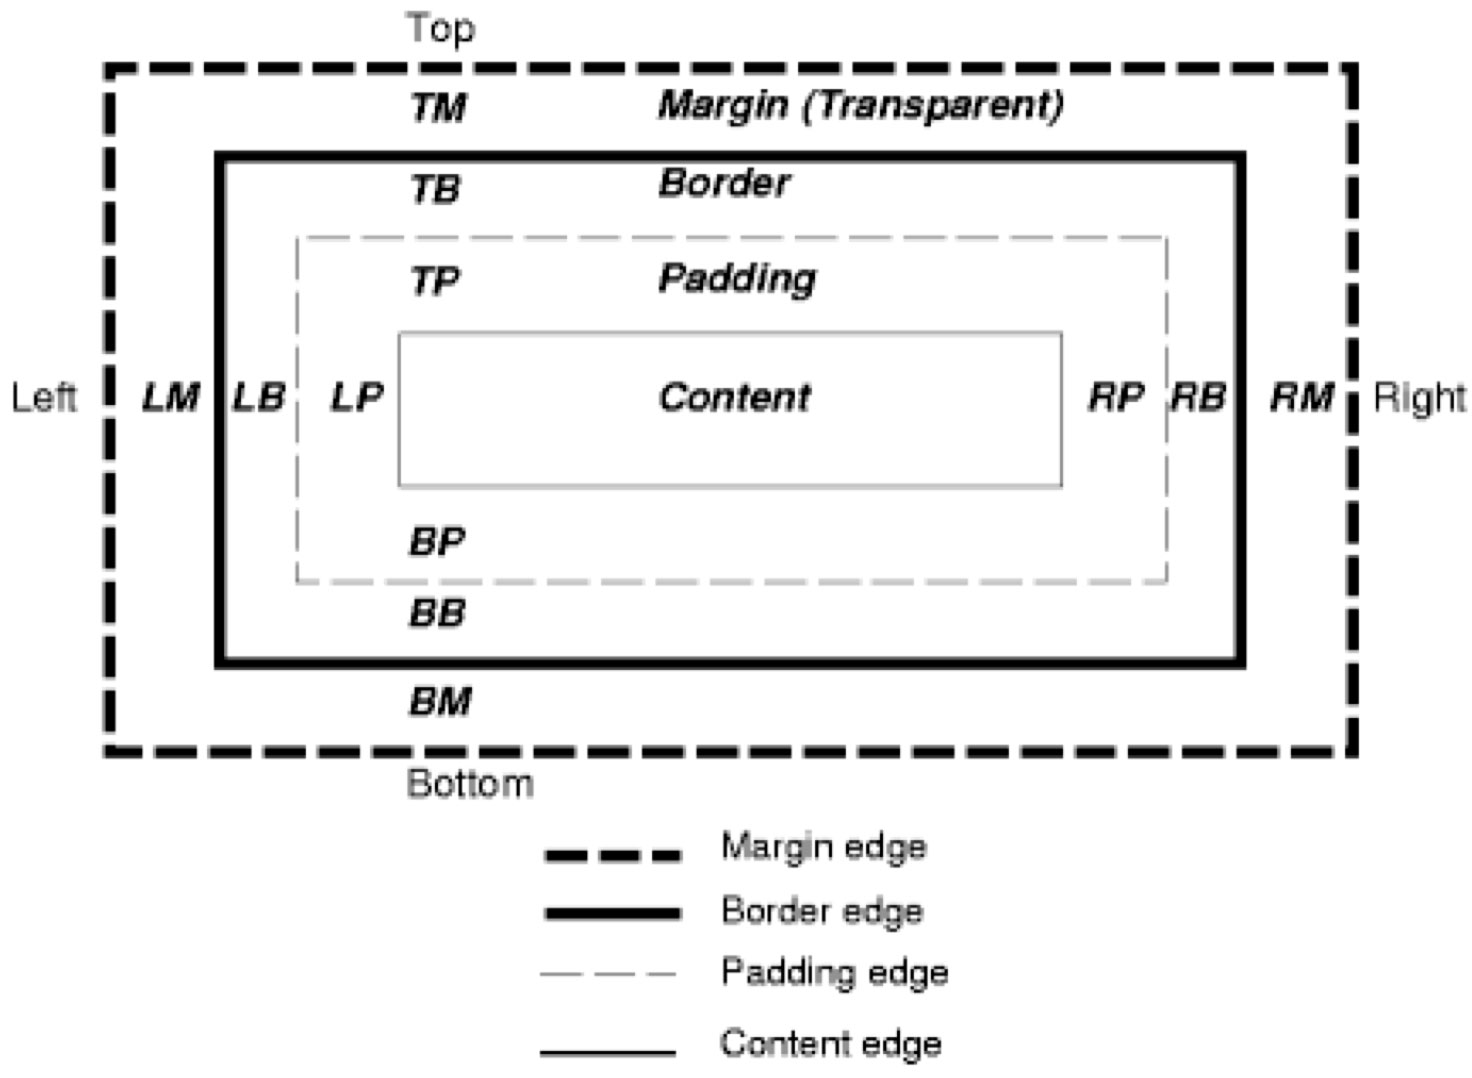 Top
TM Margin (Transparent)
TB Border
TP Padding
Left LM LB LP Content RP RB RM Right
BP
BB
BM
Bottom
Margin edge
Border edge
Padding edge
Content edge